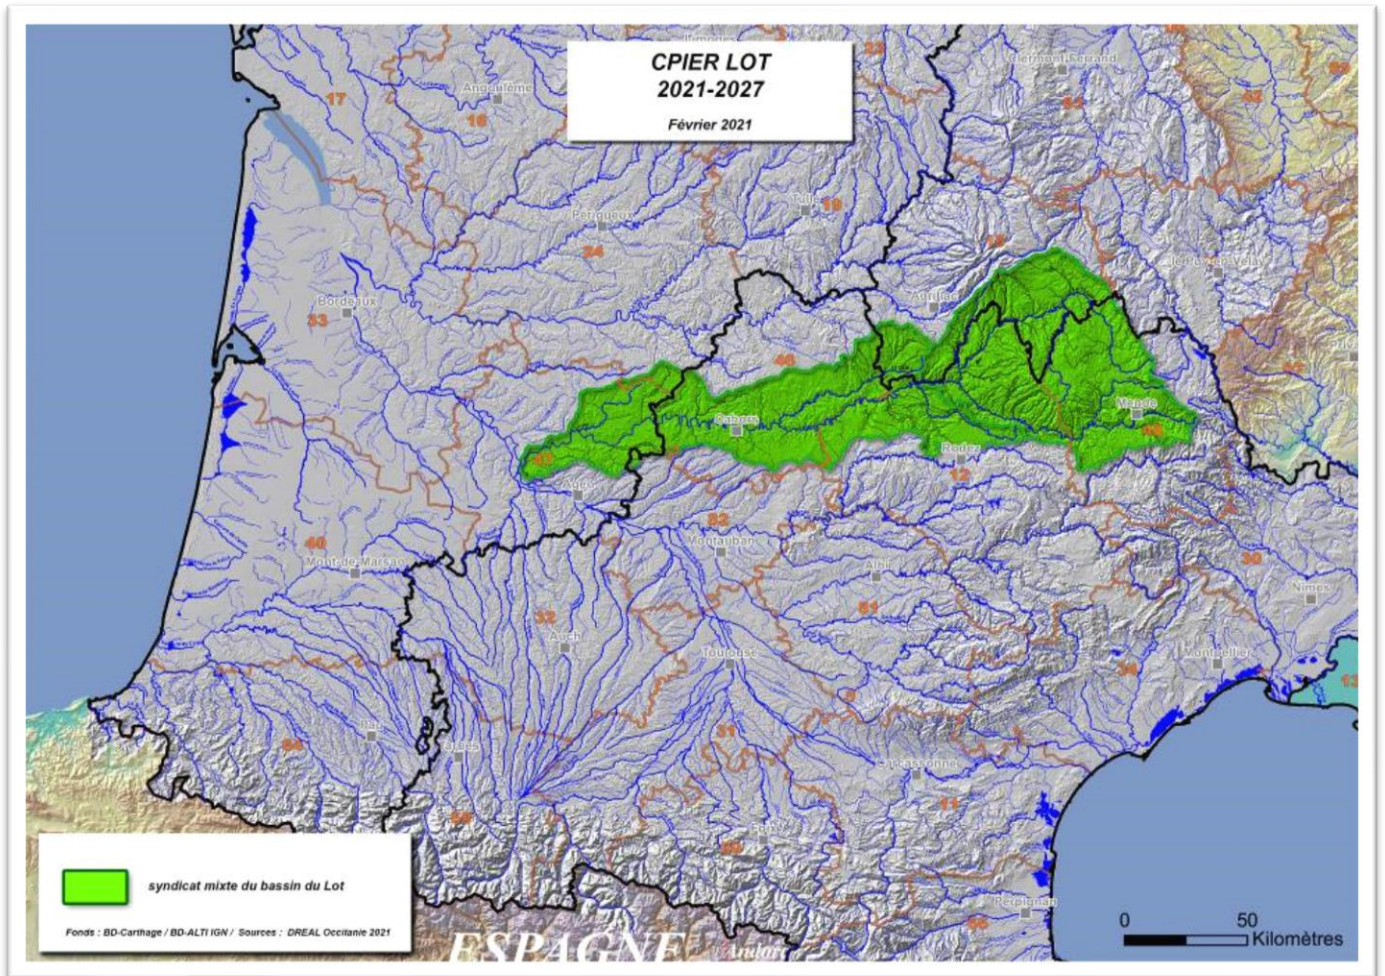 CPIER LOT
2021-2027
Février 2021
23
Clermont Ferrand
17
Angoulême
16
63
42
Tulle
19
Périgueux
24
15
le Puy-en-Velay
Bordeaux
33
Aurillac
46
Mende
48
Cahors
47
Rodez
12
Agen
82
40
Montauban
Mont-de-Marsan
Albi
81
30
Nîmes
32
Auch
Toulouse
Montpellier
34
13
Pau
64
Tarbes
31
Carcassonne
11
65
09
Perpignan
66
syndicat mixte du bassin du Lot
Fonds : BD-Carthage / BD-ALTI IGN / Sources : DREAL Occitanie 2021
ESPAGNE
Andorre
0 50
Kilomètres